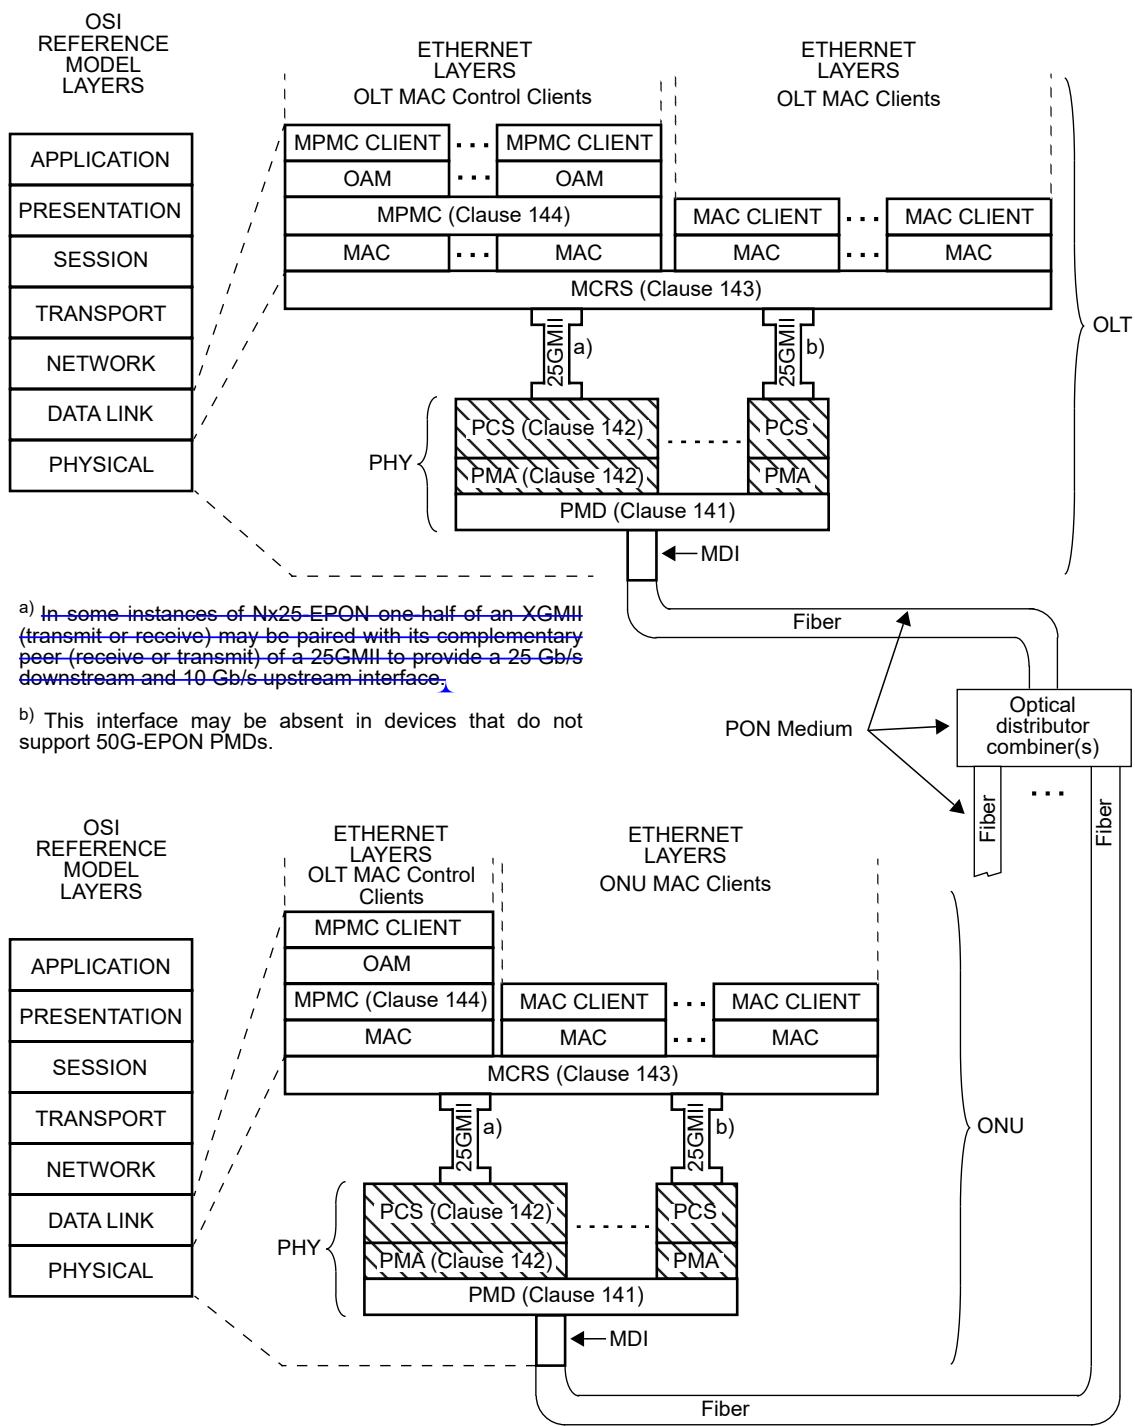 OSI
REFERENCE
MODEL
LAYERS
ETHERNET
LAYERS
OLT MAC Control Clients
ETHERNET
LAYERS
OLT MAC Clients
APPLICATION
PRESENTATION
SESSION
TRANSPORT
NETWORK
DATA LINK
PHYSICAL
MPMC CLIENT ... MPMC CLIENT
OAM ... OAM
MPMC (Clause 144)
MAC ... MAC
MAC CLIENT ... MAC CLIENT
MAC ... MAC
MCRS (Clause 143)
25GMII a)
25GMII b)
OLT
PHY
PCS (Clause 142) ........ PCS
PMA (Clause 142) PMA
PMD (Clause 141)
MDI
a) In some instances of Nx25-EPON one-half of an XGMII
(transmit or receive) may be paired with its complementary
peer (receive or transmit) of a 25GMII to provide a 25 Gb/s
downstream and 10 Gb/s upstream interface.
b) This interface may be absent in devices that do not
support 50G-EPON PMDs.
Fiber
PON Medium
Optical
distributor
combiner(s)
Fiber ... Fiber
OSI
REFERENCE
MODEL
LAYERS
ETHERNET
LAYERS
OLT MAC Control
Clients
ETHERNET
LAYERS
ONU MAC Clients
APPLICATION
PRESENTATION
SESSION
TRANSPORT
NETWORK
DATA LINK
PHYSICAL
MPMC CLIENT
OAM
MPMC (Clause 144)
MAC
MAC CLIENT ... MAC CLIENT
MAC ... MAC
MCRS (Clause 143)
25GMII a)
25GMII b)
ONU
PHY
PCS (Clause 142) ........ PCS
PMA (Clause 142) PMA
PMD (Clause 141)
MDI
Fiber